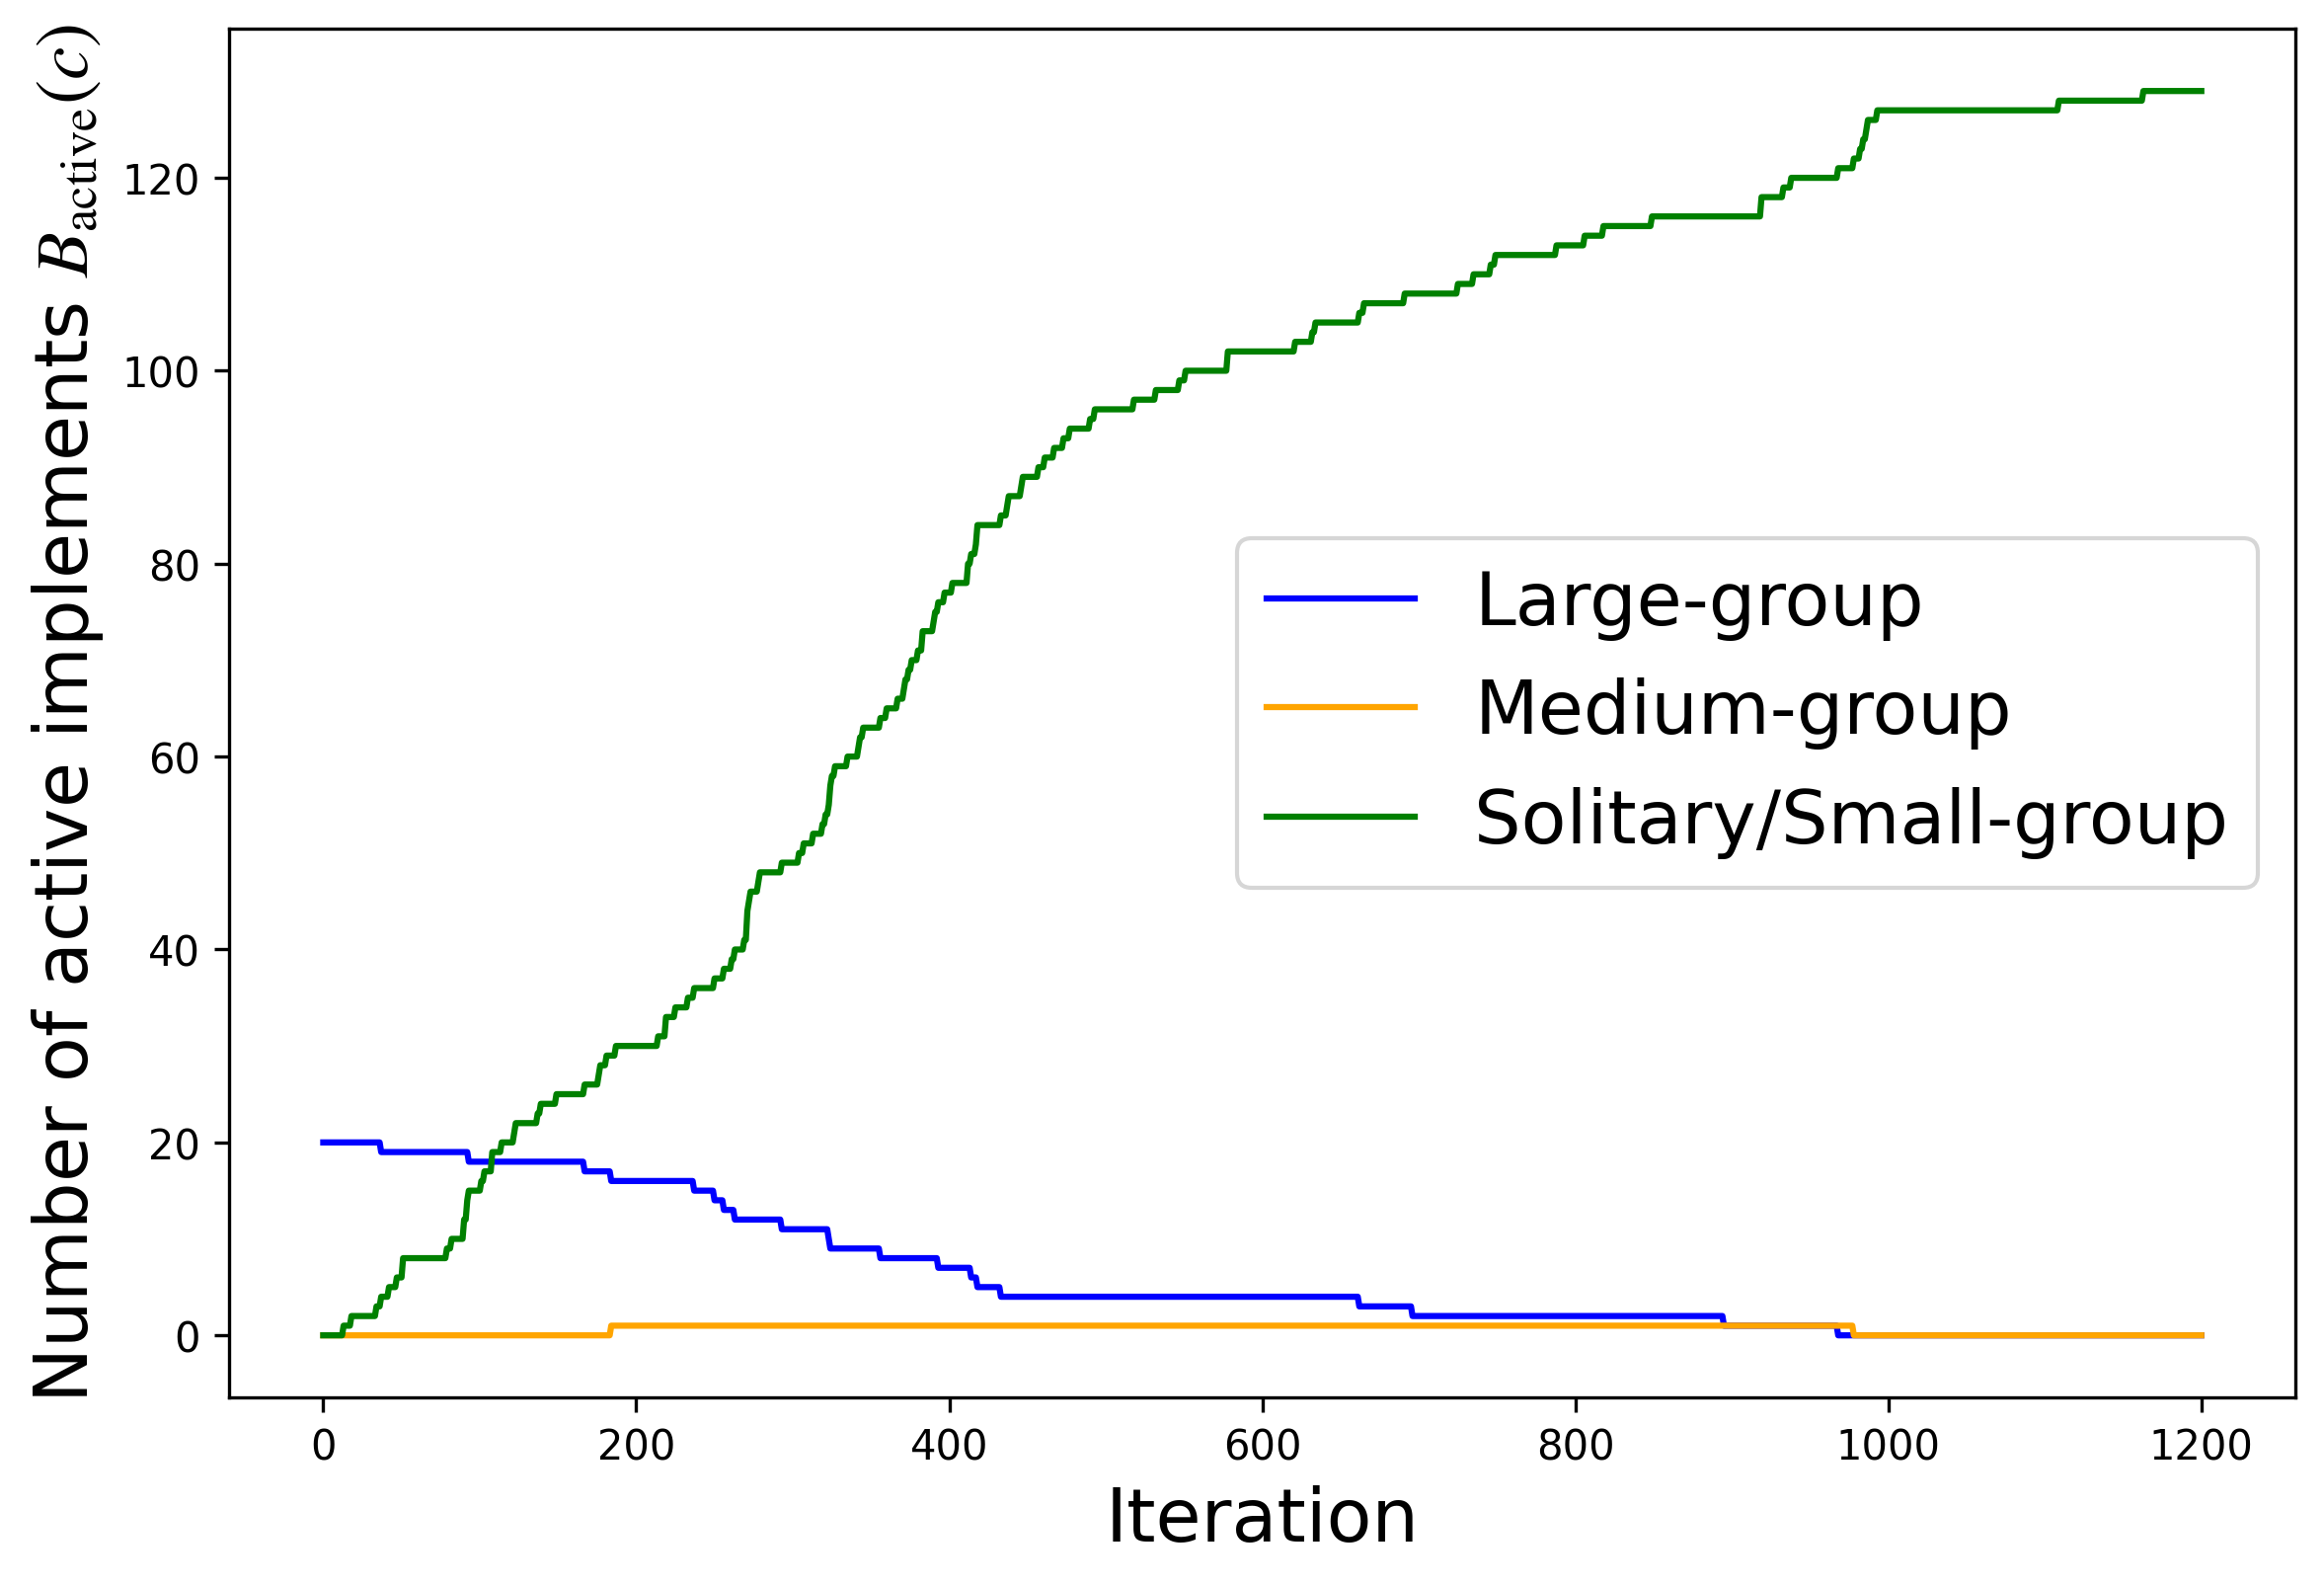 Number of active implements B_active(c)
120
100
80
60
40
20
0
Large-group
Medium-group
Solitary/Small-group
0 200 400 600 800 1000 1200
Iteration